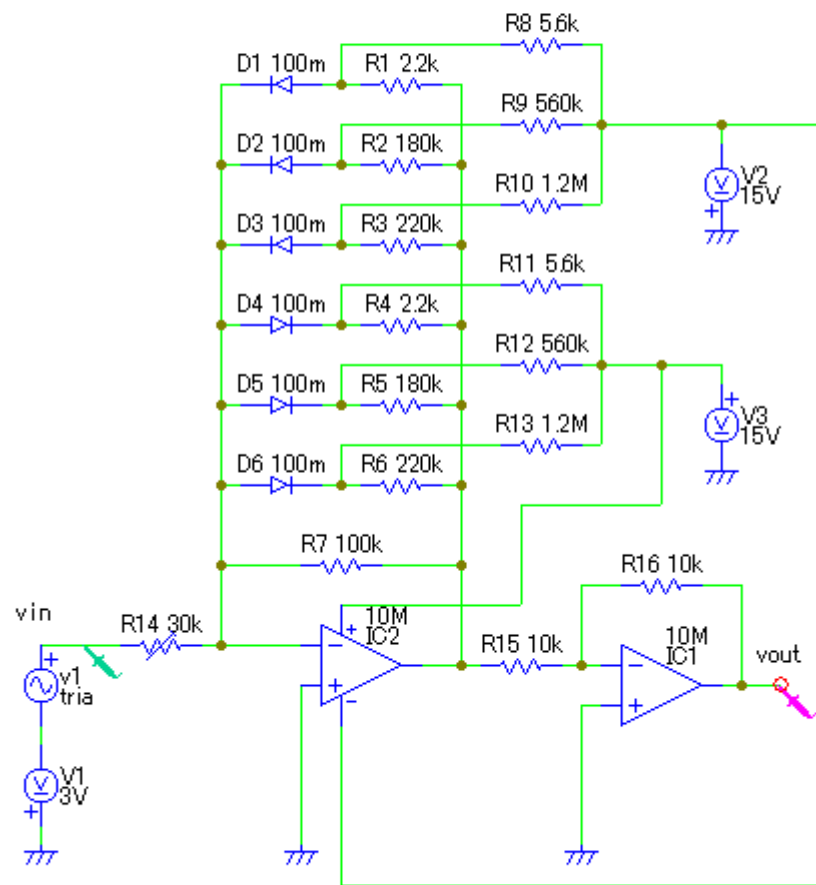 R8 5.6k
D1 100m
R1 2.2k
R9 560k
D2 100m
R2 180k
V2
15V
R10 1.2M
D3 100m
R3 220k
R11 5.6k
D4 100m
R4 2.2k
R12 560k
D5 100m
R5 180k
V3
15V
R13 1.2M
D6 100m
R6 220k
R7 100k
R16 10k
vin
R14 30k
10M
IC2
R15 10k
10M
IC1
vout
v1
tria
V1
3V